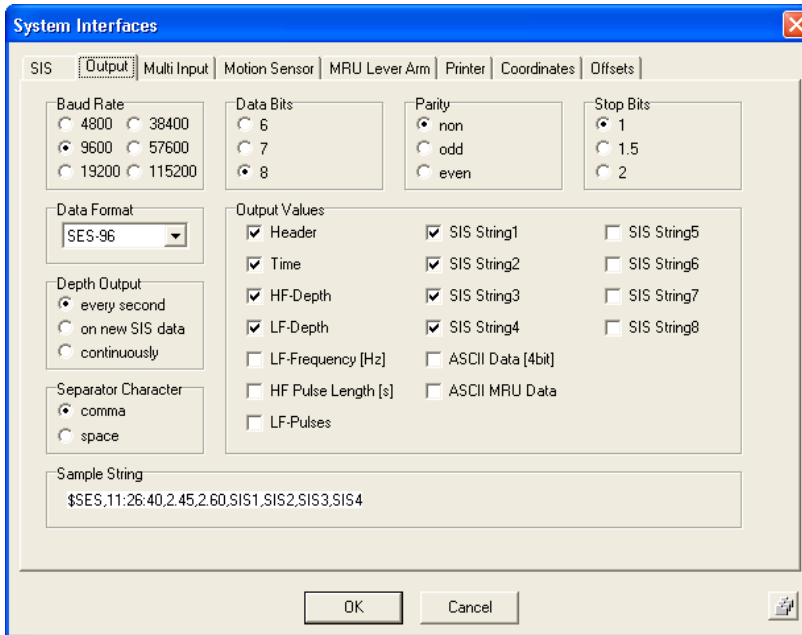 System Interfaces
SIS Output Multi Input Motion Sensor MRU Lever Arm Printer Coordinates Offsets
Baud Rate
4800 38400
9600 57600
19200 115200
Data Bits
6
7
8
Parity
non
odd
even
Stop Bits
1
1.5
2
Data Format
SES-96
Depth Output
every second
on new SIS data
continuously
Separator Character
comma
space
Output Values
Header
Time
HF-Depth
LF-Depth
LF-Frequency [Hz]
HF Pulse Length [s]
LF-Pulses
SIS String1
SIS String2
SIS String3
SIS String4
ASCII Data [4bit]
ASCII MRU Data
SIS String5
SIS String6
SIS String7
SIS String8
Sample String
$SES,11:26:40,2.45,2.60,SIS1,SIS2,SIS3,SIS4
OK Cancel